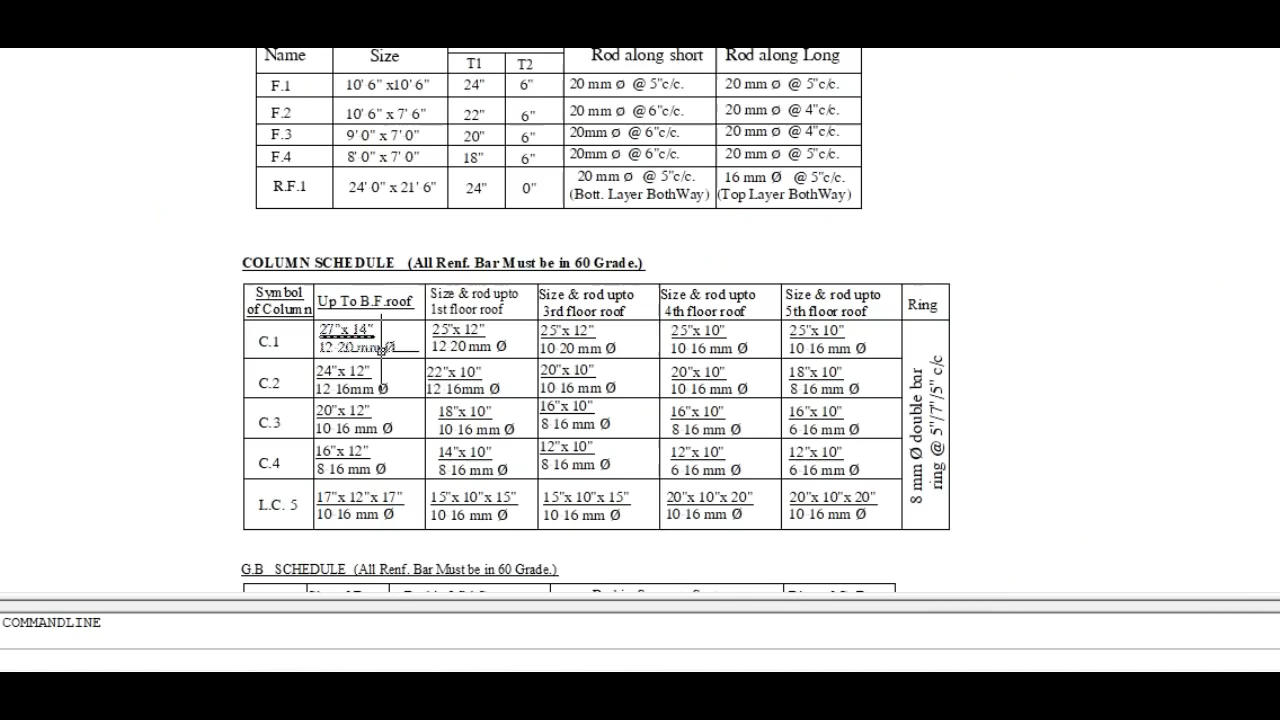 Name Size T1 T2 Rod along short Rod along Long
F.1 10' 6" x10' 6" 24" 6" 20 mm ø @ 5"c/c. 20 mm ø @ 5"c/c.
F.2 10' 6" x 7' 6" 22" 6" 20 mm ø @ 6"c/c. 20 mm ø @ 4"c/c.
F.3 9' 0" x 7' 0" 20" 6" 20mm ø @ 6"c/c. 20 mm ø @ 4"c/c.
F.4 8' 0" x 7' 0" 18" 6" 20mm ø @ 6"c/c. 20 mm ø @ 5"c/c.
R.F.1 24' 0" x 21' 6" 24" 0" 20 mm ø @ 5"c/c. 16 mm Ø @ 5"c/c.
(Bott. Layer BothWay) (Top Layer BothWay)
COLUMN SCHEDULE (All Renf. Bar Must be in 60 Grade.)
Symbol of Column Up To B.F.roof Size & rod upto 1st floor roof Size & rod upto 3rd floor roof Size & rod upto 4th floor roof Size & rod upto 5th floor roof Ring
C.1 27"x 14" 25"x 12" 25"x 12" 25"x 10" 25"x 10"
12-20mm Ø 12-20 mm Ø 10-20 mm Ø 10-16 mm Ø 10-16 mm Ø
C.2 24"x 12" 22"x 10" 20"x 10" 20"x 10" 18"x 10"
12-16mm Ø 12-16mm Ø 10-16 mm Ø 10-16 mm Ø 8-16 mm Ø
C.3 20"x 12" 18"x 10" 16"x 10" 16"x 10" 16"x 10"
10-16 mm Ø 10-16 mm Ø 8-16 mm Ø 8-16 mm Ø 6-16 mm Ø
C.4 16"x 12" 14"x 10" 12"x 10" 12"x 10" 12"x 10"
8-16 mm Ø 8-16 mm Ø 8-16 mm Ø 6-16 mm Ø 6-16 mm Ø
L.C. 5 17"x 12"x 17" 15"x 10"x 15" 15"x 10"x 15" 20"x 10"x 20" 20"x 10"x 20"
10-16 mm Ø 10-16 mm Ø 10-16 mm Ø 10-16 mm Ø 10-16 mm Ø
8 mm Ø double bar
ring @ 5"/7"/5" c/c
G.B SCHEDULE (All Renf. Bar Must be in 60 Grade.)
COMMANDLINE